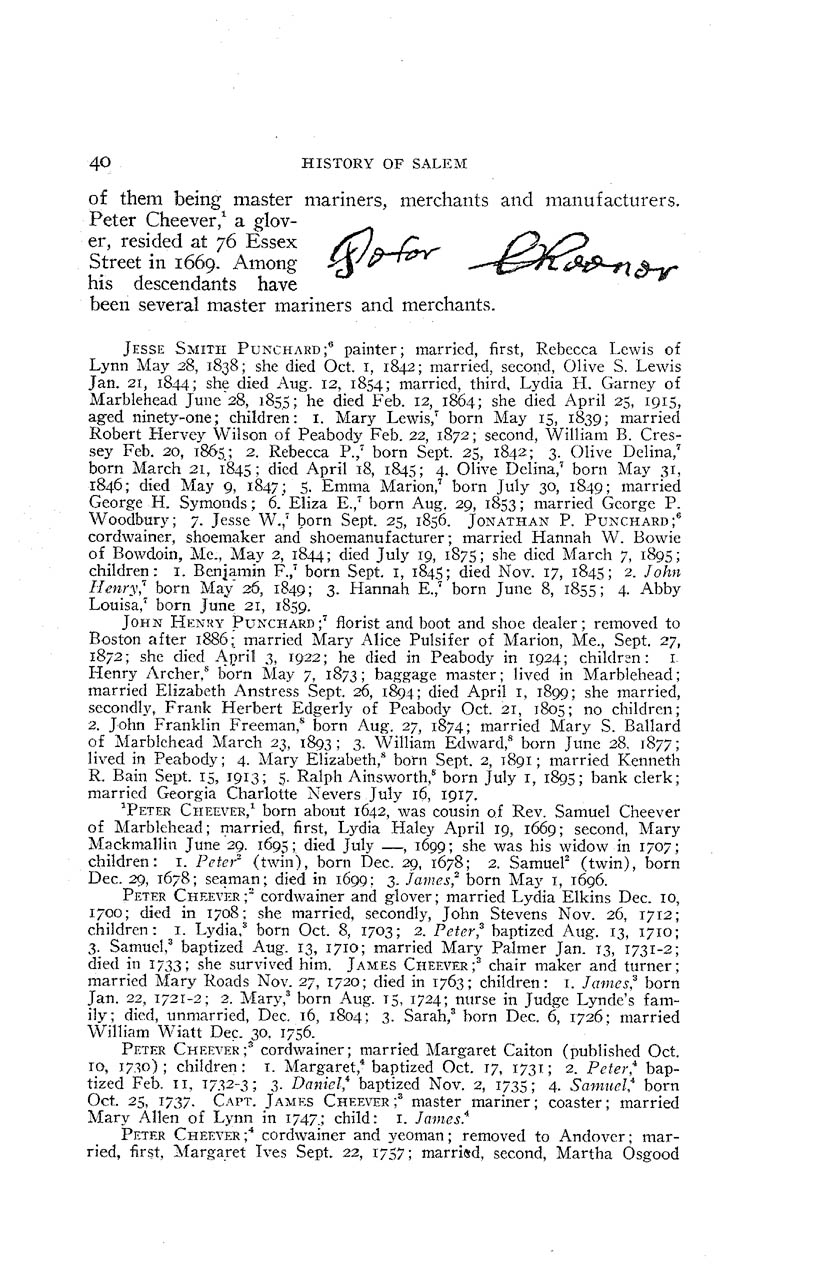 40 HISTORY OF SALEM
of them being master mariners, merchants and manufacturers.
Peter Cheever,¹ a glov-
er, resided at 76 Essex
Street in 1669. Among
his descendants have
been several master mariners and merchants.
Peter Cheever
JESSE SMITH PUNCHARD;⁶ painter; married, first, Rebecca Lewis of
Lynn May 28, 1838; she died Oct. 1, 1842; married, second, Olive S. Lewis
Jan. 21, 1844; she died Aug. 12, 1854; married, third, Lydia H. Garney of
Marblehead June 28, 1855; he died Feb. 12, 1864; she died April 25, 1915,
aged ninety-one; children: 1. Mary Lewis,⁷ born May 15, 1839; married
Robert Hervey Wilson of Peabody Feb. 22, 1872; second, William B. Cres-
sey Feb. 20, 1865; 2. Rebecca P.,⁷ born Sept. 25, 1842; 3. Olive Delina,⁷
born March 21, 1845; died April 18, 1845; 4. Olive Delina,⁷ born May 31,
1846; died May 9, 1847; 5. Emma Marion,⁷ born July 30, 1849; married
George H. Symonds; 6. Eliza E.,⁷ born Aug. 29, 1853; married George P.
Woodbury; 7. Jesse W.,⁷ born Sept. 25, 1856. JONATHAN P. PUNCHARD;⁶
cordwainer, shoemaker and shoemanufacturer; married Hannah W. Bowie
of Bowdoin, Me., May 2, 1844; died July 19, 1875; she died March 7, 1895;
children: 1. Benjamin F.,⁷ born Sept. 1, 1845; died Nov. 17, 1845; 2. John
Henry,⁷ born May 26, 1849; 3. Hannah E.,⁷ born June 8, 1855; 4. Abby
Louisa,⁷ born June 21, 1859.
JOHN HENRY PUNCHARD;⁷ florist and boot and shoe dealer; removed to
Boston after 1886; married Mary Alice Pulsifer of Marion, Me., Sept. 27,
1872; she died April 3, 1922; he died in Peabody in 1924; children: 1.
Henry Archer,⁸ born May 7, 1873; baggage master; lived in Marblehead;
married Elizabeth Anstress Sept. 26, 1894; died April 1, 1899; she married,
secondly, Frank Herbert Edgerly of Peabody Oct. 21, 1805; no children;
2. John Franklin Freeman,⁸ born Aug. 27, 1874; married Mary S. Ballard
of Marblehead March 23, 1893; 3. William Edward,⁸ born June 28, 1877;
lived in Peabody; 4. Mary Elizabeth,⁸ born Sept. 2, 1891; married Kenneth
R. Bain Sept. 15, 1913; 5. Ralph Ainsworth,⁸ born July 1, 1895; bank clerk;
married Georgia Charlotte Nevers July 16, 1917.
¹PETER CHEEVER,¹ born about 1642, was cousin of Rev. Samuel Cheever
of Marblehead; married, first, Lydia Haley April 19, 1669; second, Mary
Mackmallin June 29. 1695; died July —, 1699; she was his widow in 1707;
children: 1. Peter² (twin), born Dec. 29, 1678; 2. Samuel² (twin), born
Dec. 29, 1678; seaman; died in 1699; 3. James,² born May 1, 1696.
PETER CHEEVER;² cordwainer and glover; married Lydia Elkins Dec. 10,
1700; died in 1708; she married, secondly, John Stevens Nov. 26, 1712;
children: 1. Lydia,³ born Oct. 8, 1703; 2. Peter,³ baptized Aug. 13, 1710;
3. Samuel,³ baptized Aug. 13, 1710; married Mary Palmer Jan. 13, 1731-2;
died in 1733; she survived him. JAMES CHEEVER;² chair maker and turner;
married Mary Roads Nov. 27, 1720; died in 1763; children: 1. James,³ born
Jan. 22, 1721-2; 2. Mary,³ born Aug. 15, 1724; nurse in Judge Lynde's fam-
ily; died, unmarried, Dec. 16, 1804; 3. Sarah,³ born Dec. 6, 1726; married
William Wiatt Dec. 30, 1756.
PETER CHEEVER;³ cordwainer; married Margaret Caiton (published Oct.
10, 1730); children: 1. Margaret,⁴ baptized Oct. 17, 1731; 2. Peter,⁴ bap-
tized Feb. 11, 1732-3; 3. Daniel,⁴ baptized Nov. 2, 1735; 4. Samuel,⁴ born
Oct. 25, 1737. CAPT. JAMES CHEEVER;³ master mariner; coaster; married
Mary Allen of Lynn in 1747; child: 1. James.⁴
PETER CHEEVER;⁴ cordwainer and yeoman; removed to Andover; mar-
ried, first, Margaret Ives Sept. 22, 1757; married, second, Martha Osgood